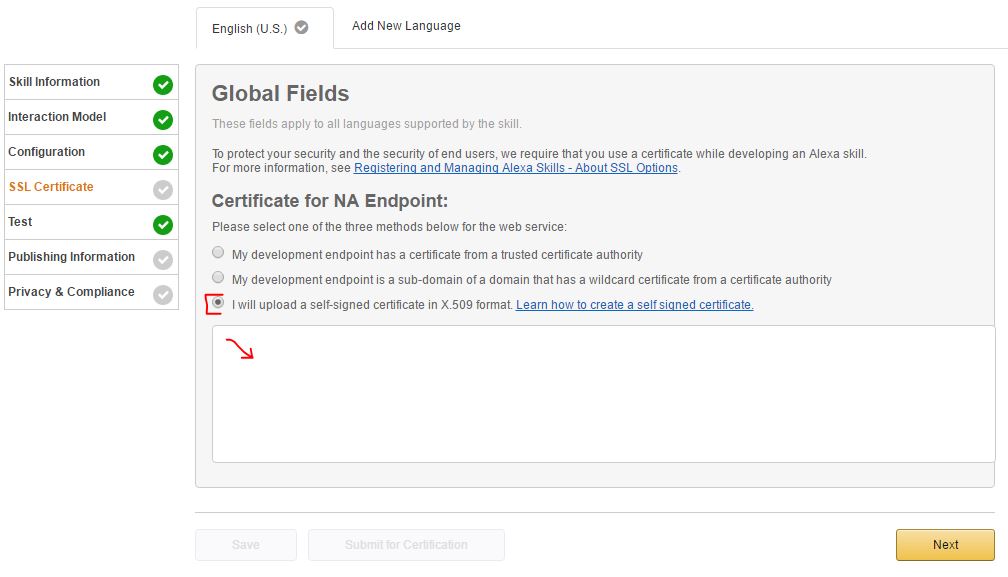 English (U.S.)
Add New Language
Skill Information
Interaction Model
Configuration
SSL Certificate
Test
Publishing Information
Privacy & Compliance
Global Fields
These fields apply to all languages supported by the skill.
To protect your security and the security of end users, we require that you use a certificate while developing an Alexa skill.
For more information, see Registering and Managing Alexa Skills - About SSL Options.
Certificate for NA Endpoint:
Please select one of the three methods below for the web service:
My development endpoint has a certificate from a trusted certificate authority
My development endpoint is a sub-domain of a domain that has a wildcard certificate from a certificate authority
I will upload a self-signed certificate in X.509 format. Learn how to create a self signed certificate.
Save
Submit for Certification
Next